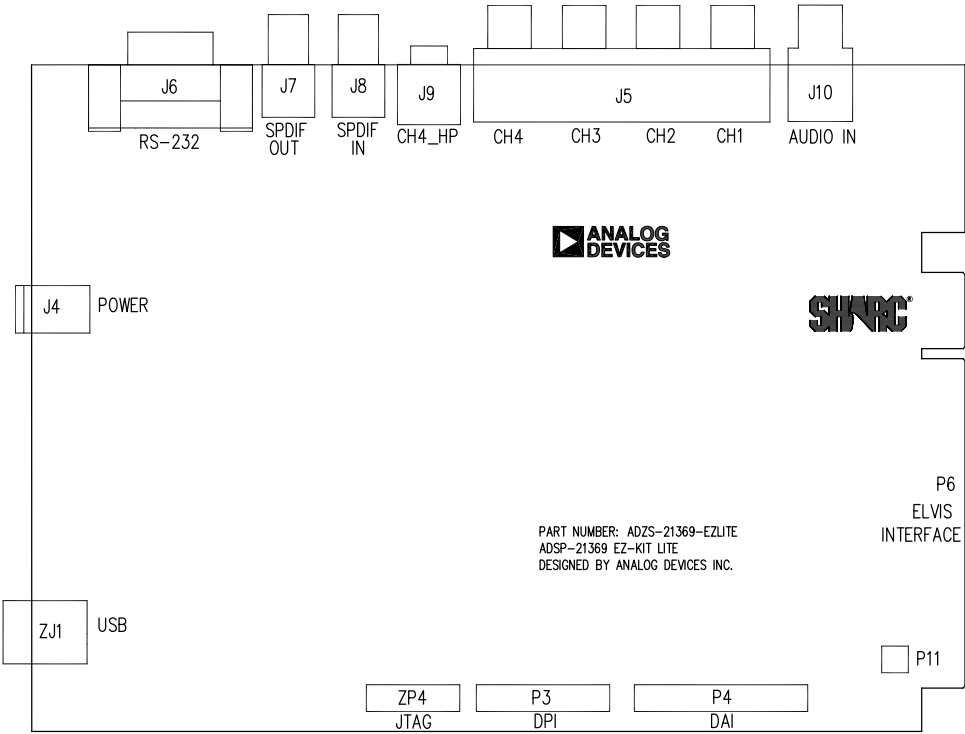 J6
J7
J8
J9
J5
J10
RS-232
SPDIF
OUT
SPDIF
IN
CH4_HP
CH4
CH3
CH2
CH1
AUDIO IN
ANALOG
DEVICES
J4
POWER
SHARC®
P6
ELVIS
INTERFACE
PART NUMBER: ADZS-21369-EZLITE
ADSP-21369 EZ-KIT LITE
DESIGNED BY ANALOG DEVICES INC.
ZJ1
USB
P11
ZP4
JTAG
P3
DPI
P4
DAI